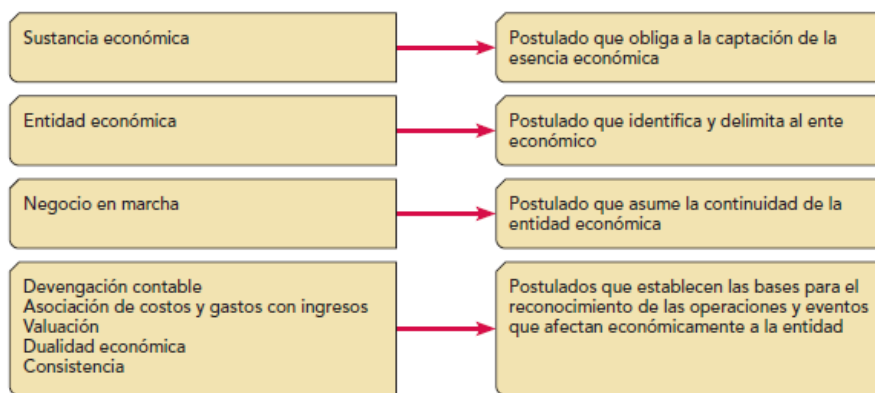 Sustancia económica
Postulado que obliga a la captación de la
esencia económica
Entidad económica
Postulado que identifica y delimita al ente
económico
Negocio en marcha
Postulado que asume la continuidad de la
entidad económica
Devengación contable
Asociación de costos y gastos con ingresos
Valuación
Dualidad económica
Consistencia
Postulados que establecen las bases para el
reconocimiento de las operaciones y eventos
que afectan económicamente a la entidad